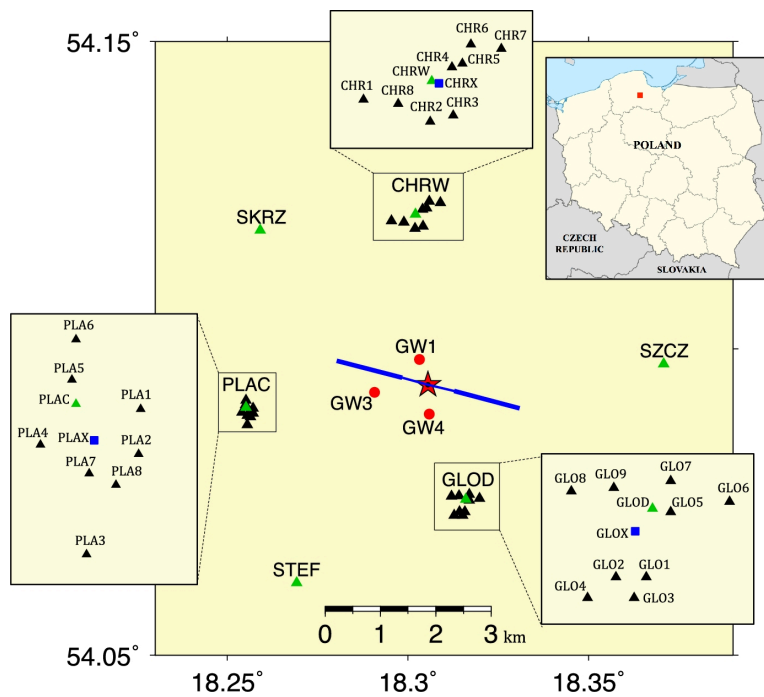 54.15°
CHR6
CHR7
CHR4
CHR5
CHRW
CHRX
CHR1
CHR8
CHR2
CHR3
POLAND
CZECH
REPUBLIC
SLOVAKIA
CHRW
SKRZ
PLA6
PLA5
PLAC
PLA1
PLAX
PLA4
PLA2
PLA7
PLA8
PLA3
GW1
SZCZ
PLAC
GW3
GW4
GLOD
GLO7
GLO8
GLO9
GLO6
GLOD
GLO5
GLOX
GLO2
GLO1
GLO4
GLO3
STEF
0 1 2 3 km
54.05°
18.25° 18.3° 18.35°